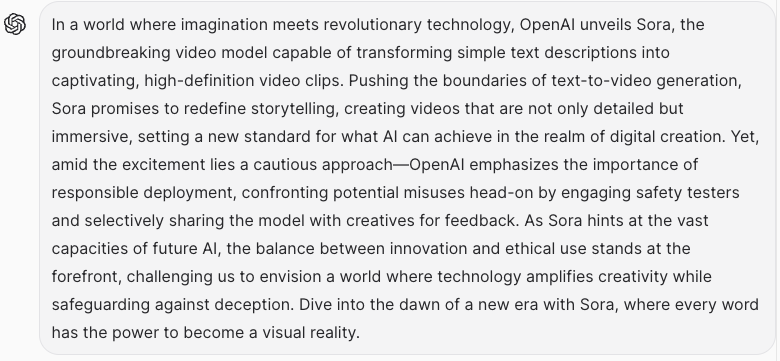 In a world where imagination meets revolutionary technology, OpenAI unveils Sora, the
groundbreaking video model capable of transforming simple text descriptions into
captivating, high-definition video clips. Pushing the boundaries of text-to-video generation,
Sora promises to redefine storytelling, creating videos that are not only detailed but
immersive, setting a new standard for what AI can achieve in the realm of digital creation. Yet,
amid the excitement lies a cautious approach—OpenAI emphasizes the importance of
responsible deployment, confronting potential misuses head-on by engaging safety testers
and selectively sharing the model with creatives for feedback. As Sora hints at the vast
capacities of future AI, the balance between innovation and ethical use stands at the
forefront, challenging us to envision a world where technology amplifies creativity while
safeguarding against deception. Dive into the dawn of a new era with Sora, where every word
has the power to become a visual reality.